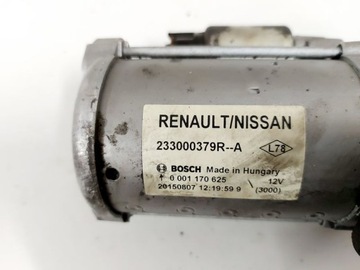 RENAULT/NISSAN
233000379R--A L78
BOSCH Made in Hungary
0 001 170 625 12V
20150807 12:19:59 9 (3000)